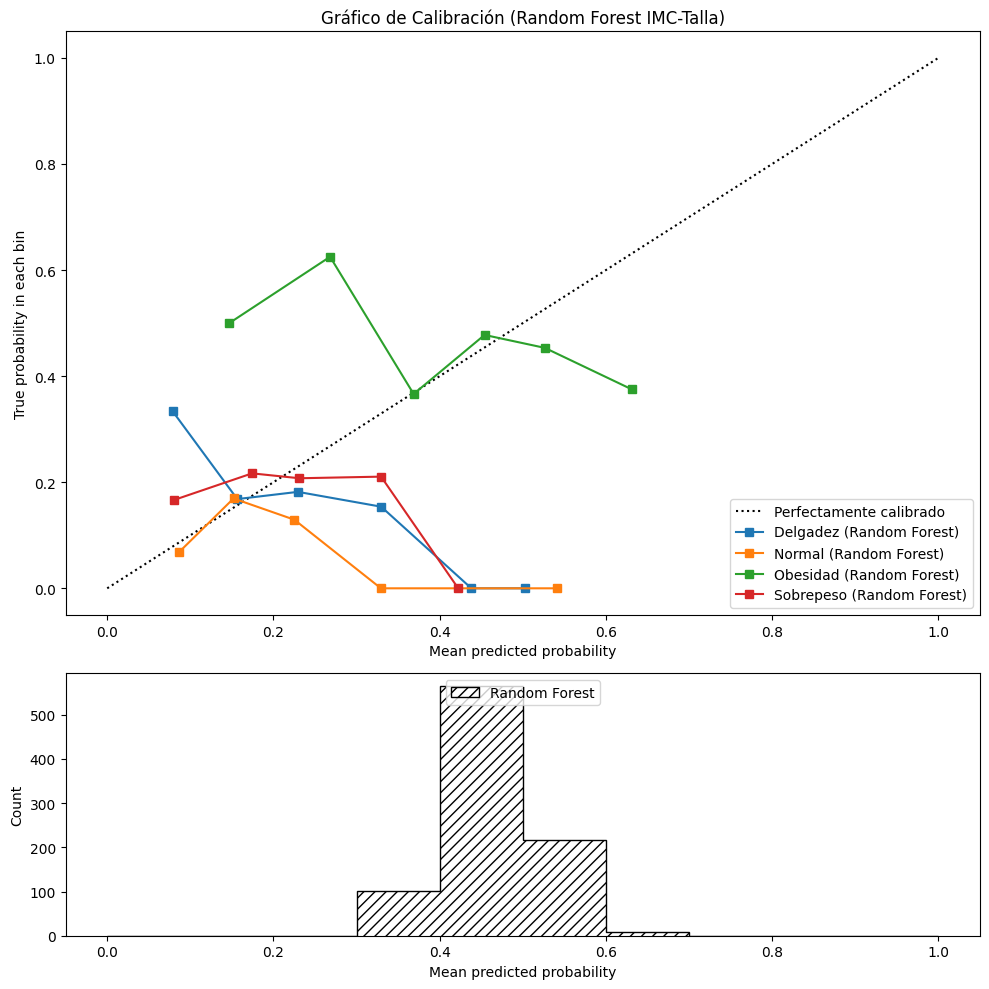 Gráfico de Calibración (Random Forest IMC-Talla)
True probability in each bin
1.0
0.8
0.6
0.4
0.2
0.0
Perfectamente calibrado
Delgadez (Random Forest)
Normal (Random Forest)
Obesidad (Random Forest)
Sobrepeso (Random Forest)
0.0 0.2 0.4 0.6 0.8 1.0
Mean predicted probability
Random Forest
Count
500
400
300
200
100
0
0.0 0.2 0.4 0.6 0.8 1.0
Mean predicted probability